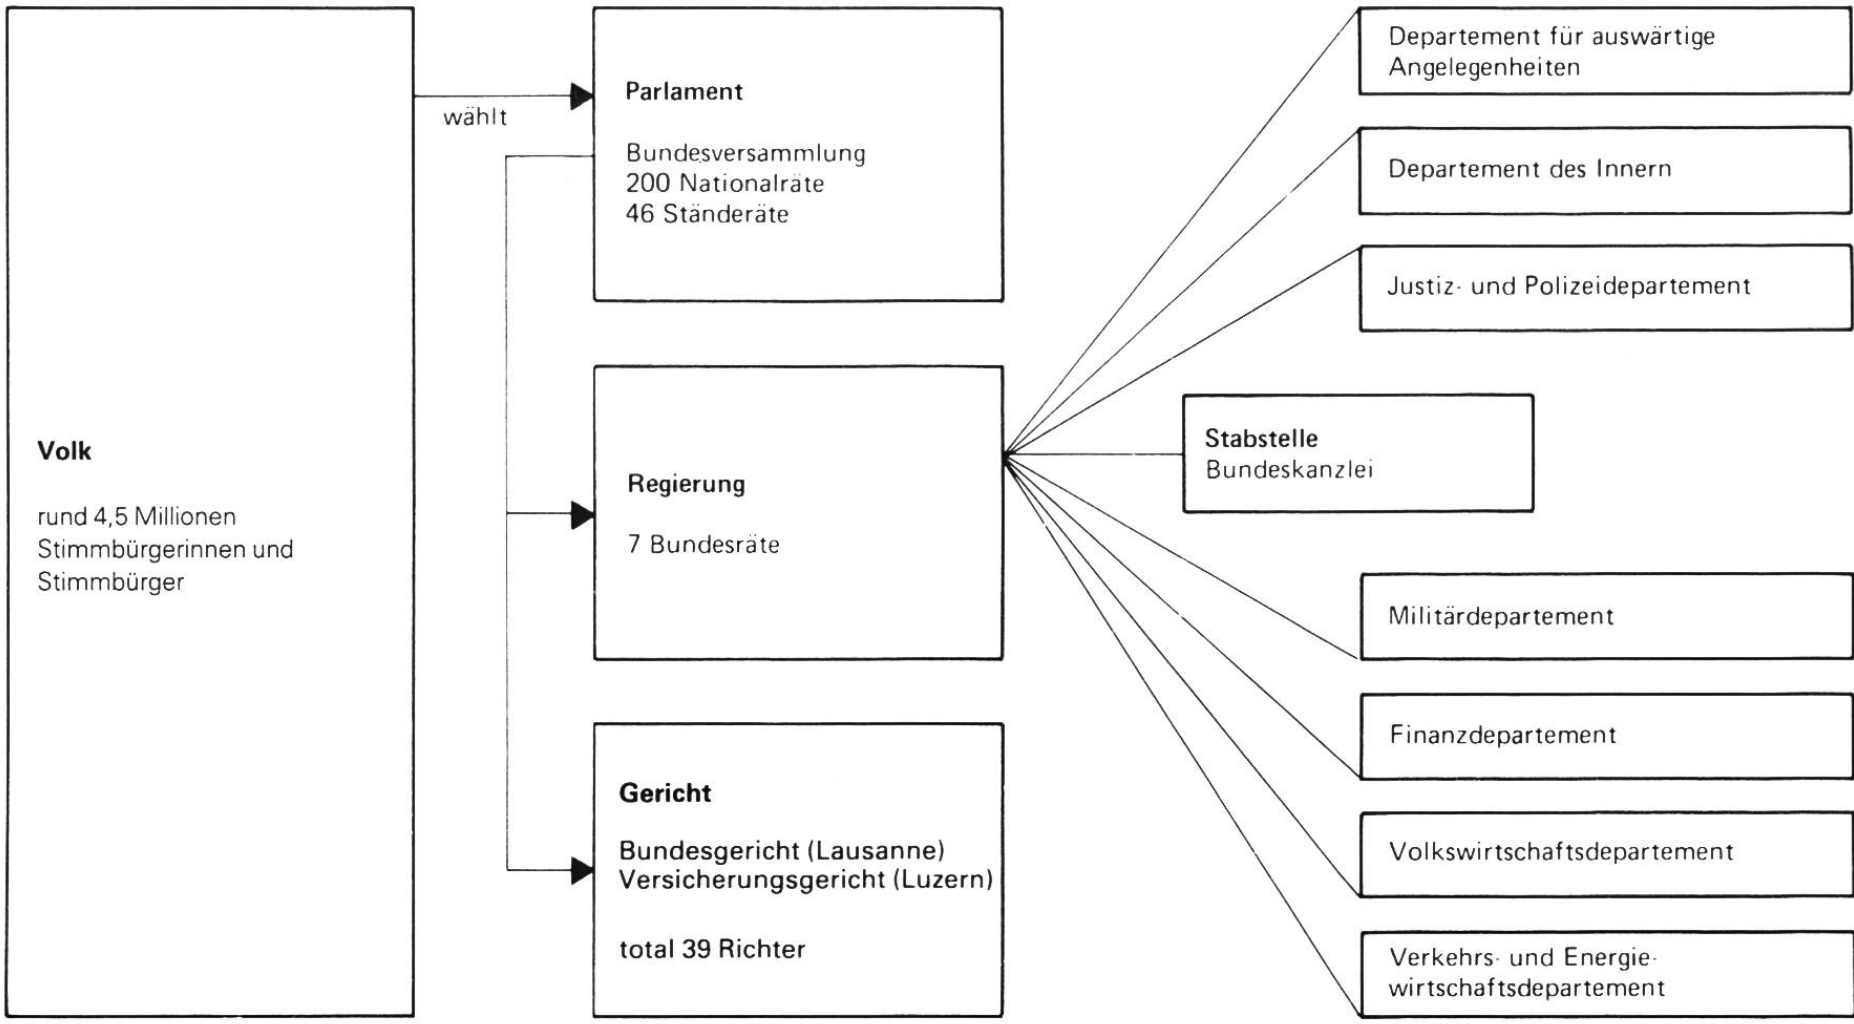 Volk
rund 4,5 Millionen
Stimmbürgerinnen und
Stimmbürger
wählt
Parlament
Bundesversammlung
200 Nationalräte
46 Ständeräte
Regierung
7 Bundesräte
Gericht
Bundesgericht (Lausanne)
Versicherungsgericht (Luzern)
total 39 Richter
Departement für auswärtige
Angelegenheiten
Departement des Innern
Justiz- und Polizeidepartement
Stabstelle
Bundeskanzlei
Militärdepartement
Finanzdepartement
Volkswirtschaftsdepartement
Verkehrs- und Energie-
wirtschaftsdepartement